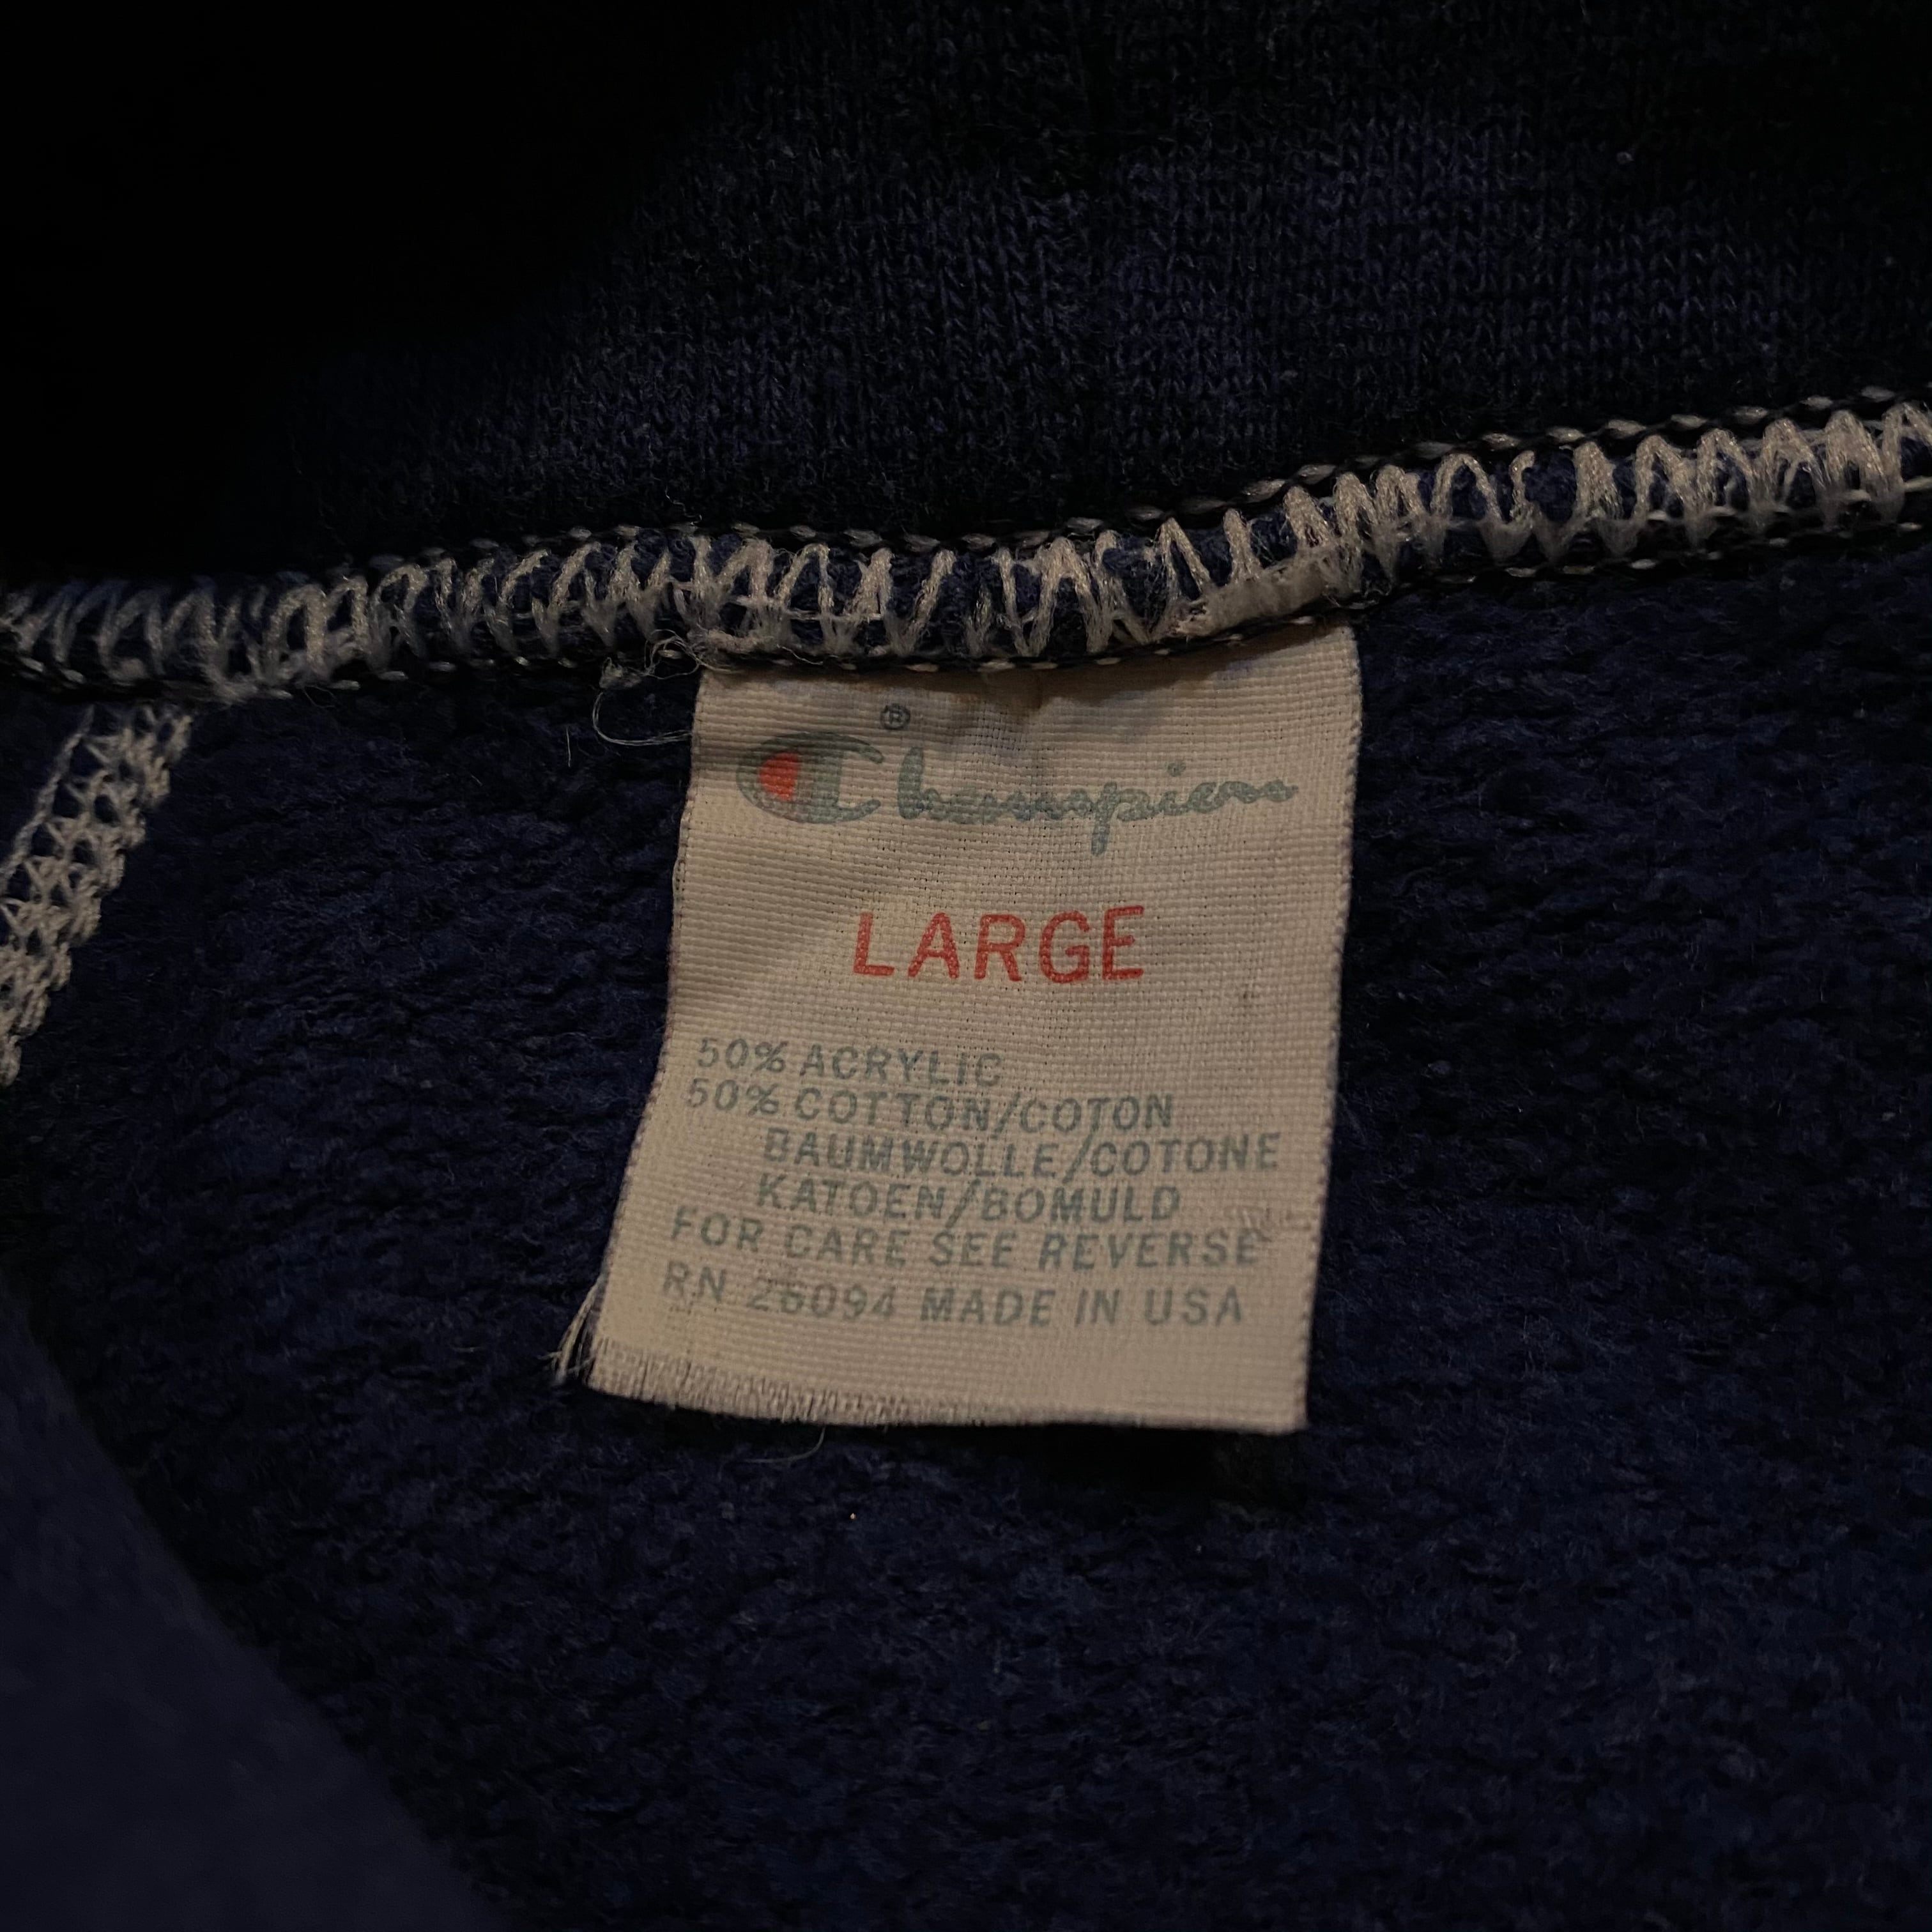 ®
Champion
LARGE
50% ACRYLIC
50% COTTON/COTON
BAUMWOLLE/COTONE
KATOEN/BOMULD
FOR CARE SEE REVERSE
RN 26094 MADE IN USA